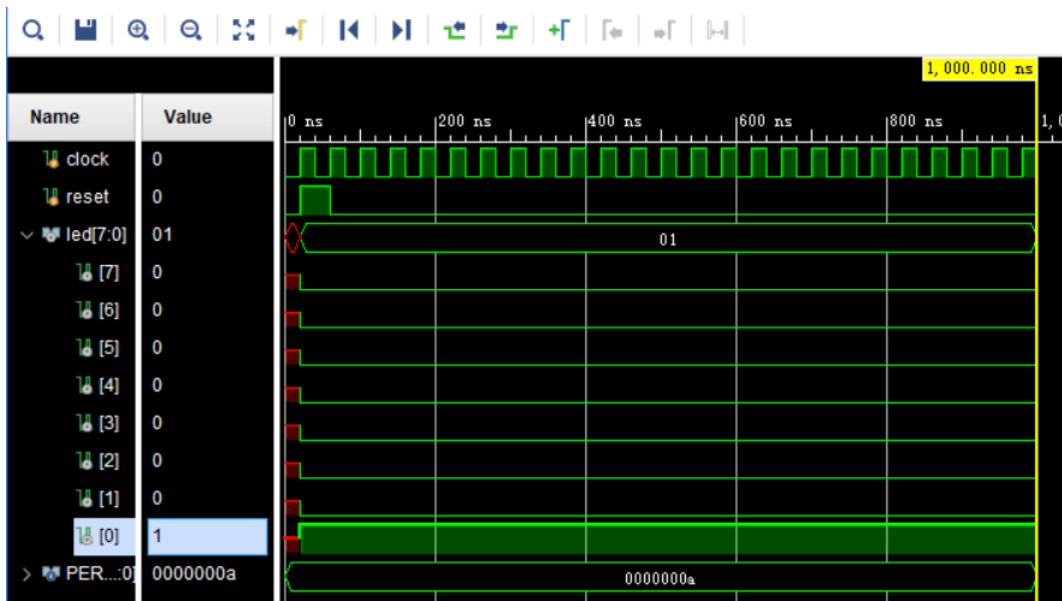 1,000.000 ns
Name Value
0 ns 200 ns 400 ns 600 ns 800 ns 1,0
clock 0
reset 0
led[7:0] 01 01
[7] 0
[6] 0
[5] 0
[4] 0
[3] 0
[2] 0
[1] 0
[0] 1
PER...:0] 0000000a 0000000a